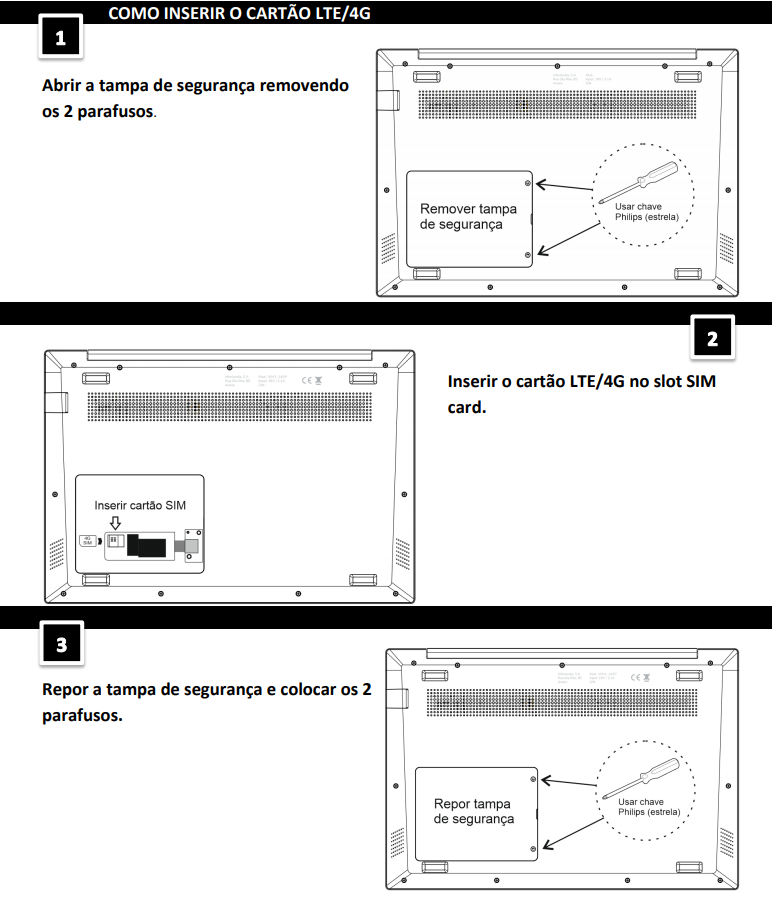 COMO INSERIR O CARTÃO LTE/4G
1
Abrir a tampa de segurança removendo
os 2 parafusos.
Remover tampa
de segurança
Usar chave
Philips (estrela)
2
Inserir o cartão LTE/4G no slot SIM
card.
Inserir cartão SIM
4G
SIM
3
Repor a tampa de segurança e colocar os 2
parafusos.
Repor tampa
de segurança
Usar chave
Philips (estrela)